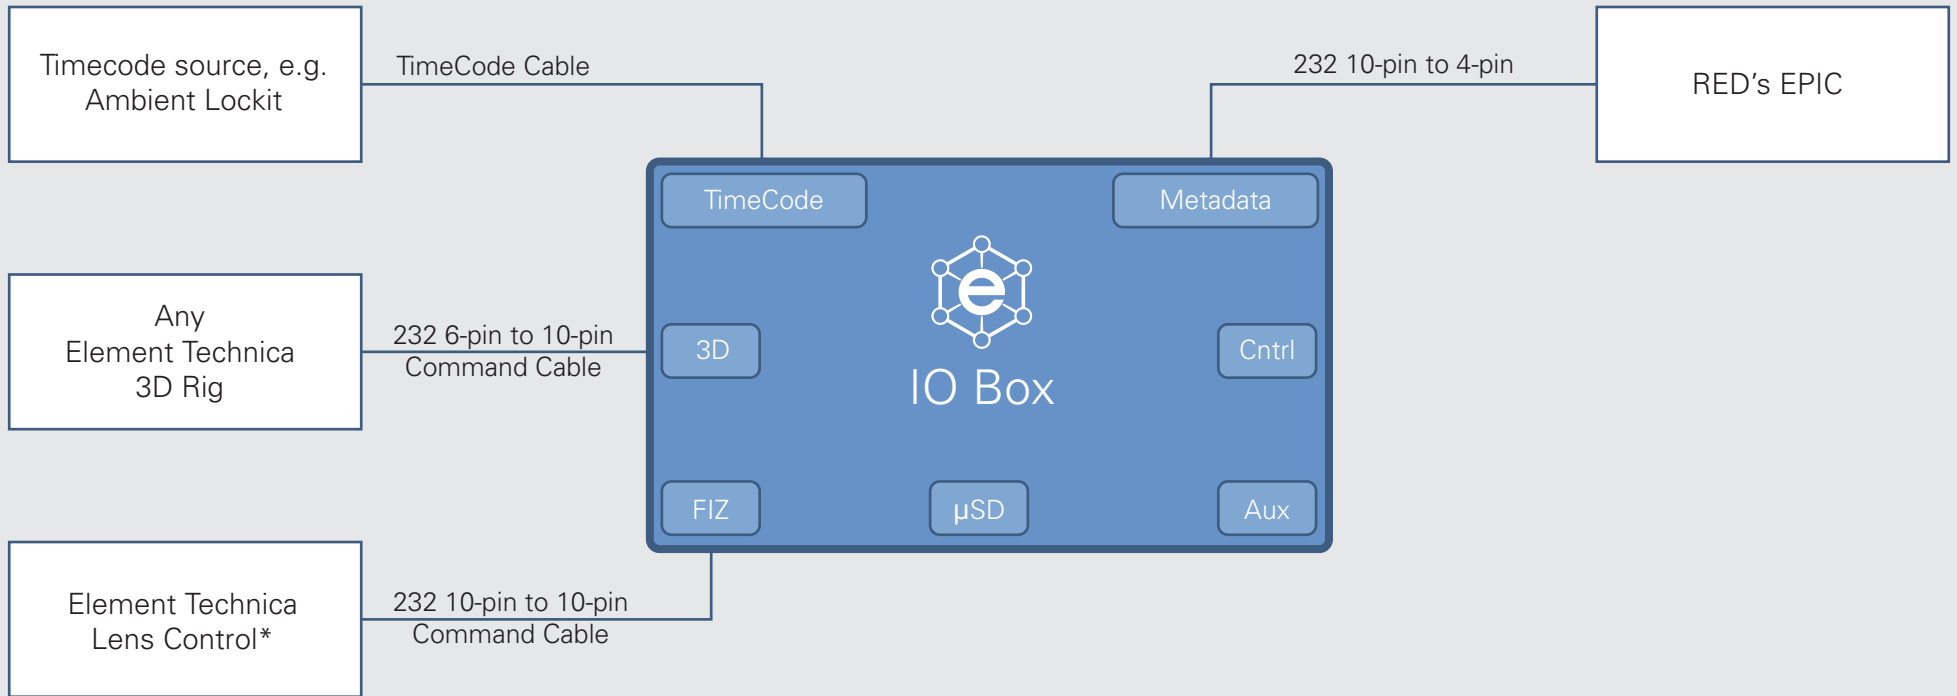 Timecode source, e.g.
Ambient Lockit
TimeCode Cable
232 10-pin to 4-pin
RED’s EPIC
TimeCode
Metadata
Any
Element Technica
3D Rig
232 6-pin to 10-pin
Command Cable
3D
e
Cntrl
IO Box
FIZ
µSD
Aux
Element Technica
Lens Control*
232 10-pin to 10-pin
Command Cable